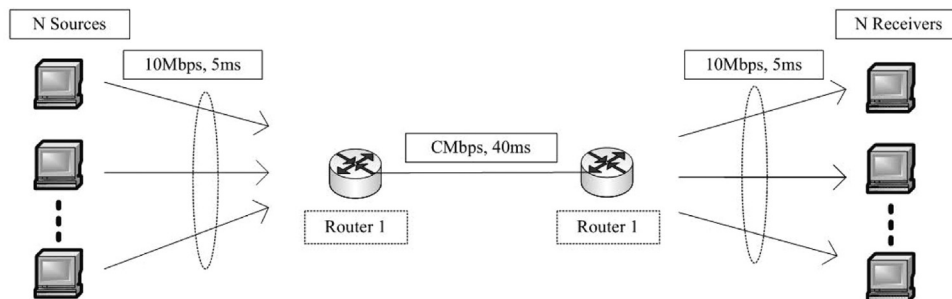 N Sources
N Receivers
10Mbps, 5ms
10Mbps, 5ms
CMbps, 40ms
Router 1
Router 1